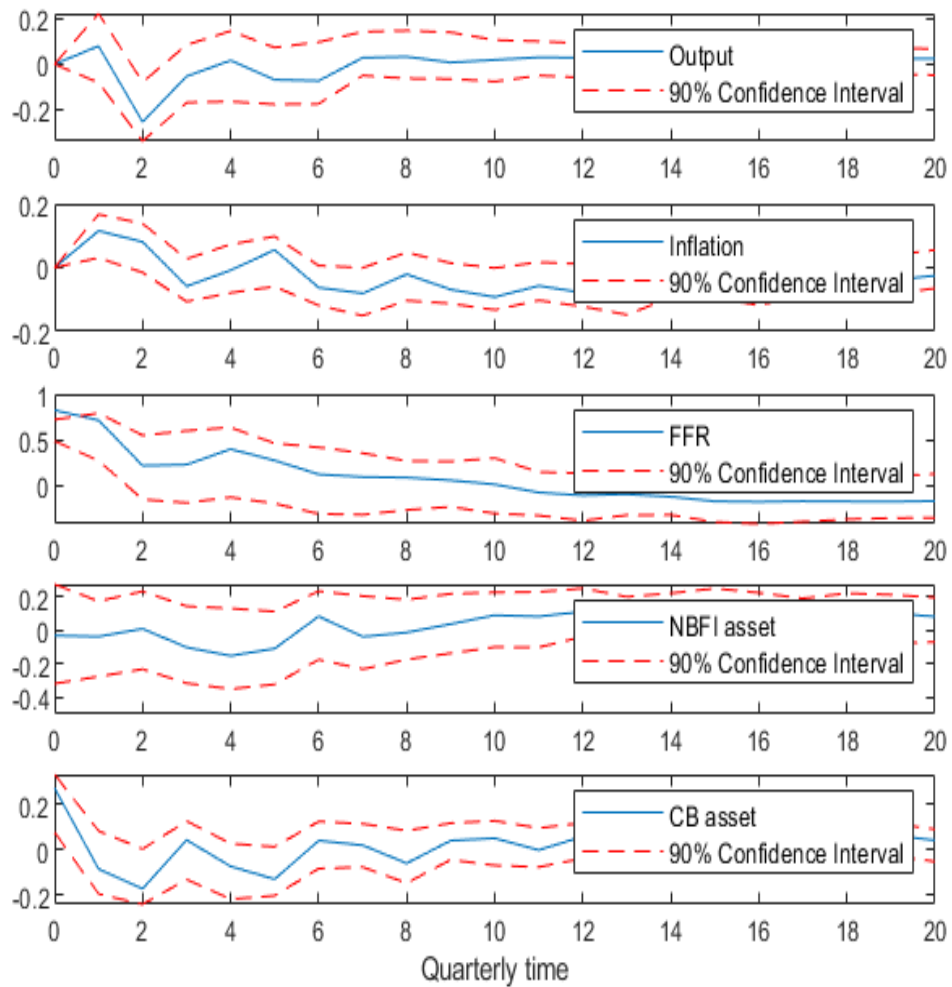 0.2
0
-0.2
Output
90% Confidence Interval
0 2 4 6 8 10 12 14 16 18 20
0.2
0
-0.2
Inflation
90% Confidence Interval
0 2 4 6 8 10 12 14 16 18 20
1
0.5
0
FFR
90% Confidence Interval
0 2 4 6 8 10 12 14 16 18 20
0.2
0
-0.2
-0.4
NBFI asset
90% Confidence Interval
0 2 4 6 8 10 12 14 16 18 20
0.2
0
-0.2
CB asset
90% Confidence Interval
0 2 4 6 8 10 12 14 16 18 20
Quarterly time